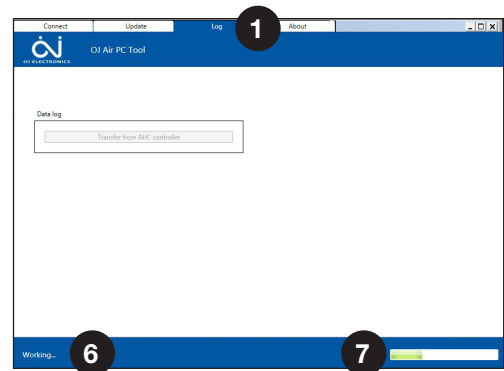 Connect Update Log 1 About
OJ ELECTRONICS
OJ Air PC Tool
Data log
Transfer from AHC controller
Working... 6 7